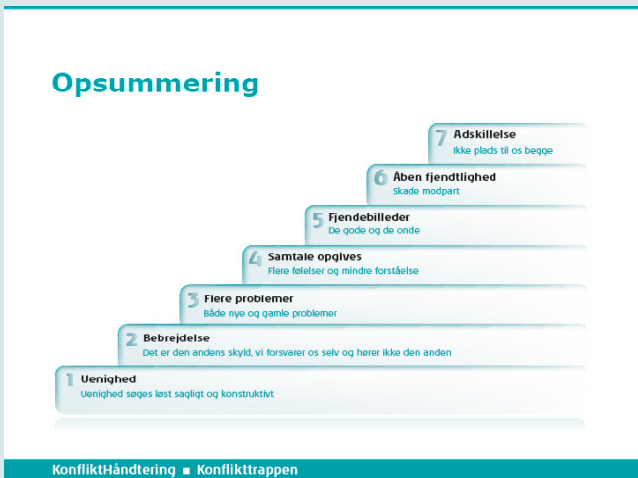 Opsummering
7 Adskillelse
Ikke plads til os begge
6 Åben fjendtlighed
Skade modpart
5 Fjendebilleder
De gode og de onde
4 Samtale opgives
Flere følelser og mindre forståelse
3 Flere problemer
Både nye og gamle problemer
2 Bebrejdelse
Det er den andens skyld, vi forsvarer os selv og hører ikke den anden
1 Uenighed
Uenighed søges løst sagligt og konstruktivt
KonfliktHåndtering ■ Konflikttrappen